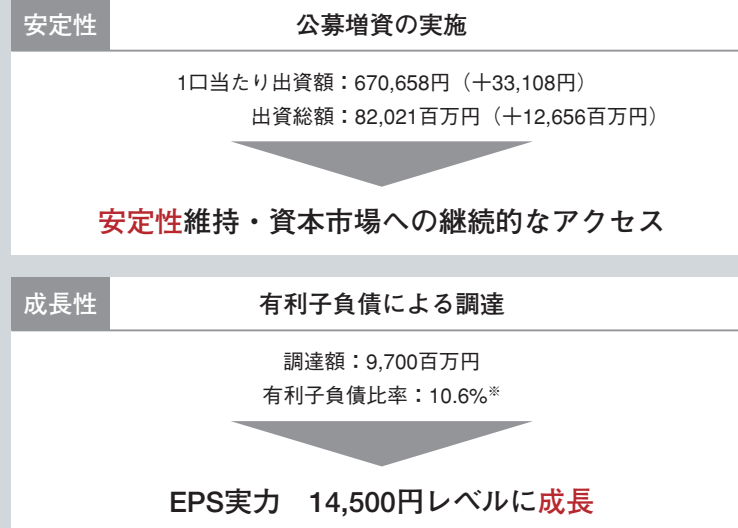 安定性
公募増資の実施
1口当たり出資額：670,658円（＋33,108円）
出資総額：82,021百万円（＋12,656百万円）
安定性維持・資本市場への継続的なアクセス
成長性
有利子負債による調達
調達額：9,700百万円
有利子負債比率：10.6%※
EPS実力　14,500円レベルに成長